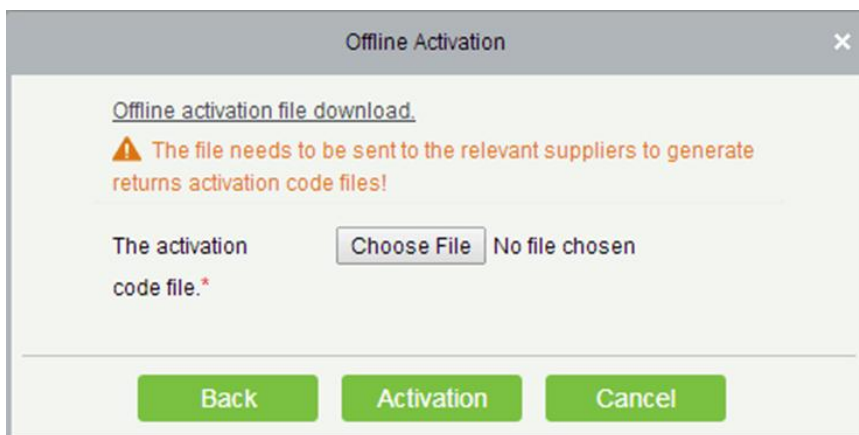 Offline Activation ×
Offline activation file download.
The file needs to be sent to the relevant suppliers to generate
returns activation code files!
The activation Choose File No file chosen
code file.*
Back Activation Cancel